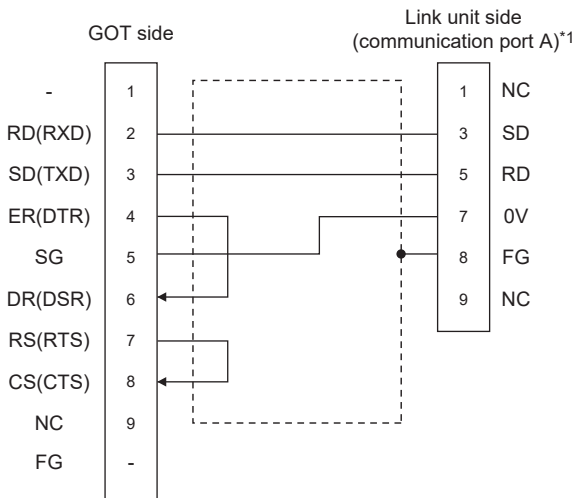 GOT side
Link unit side
(communication port A)*1
- 1
RD(RXD) 2
SD(TXD) 3
ER(DTR) 4
SG 5
DR(DSR) 6
RS(RTS) 7
CS(CTS) 8
NC 9
FG -
1 NC
3 SD
5 RD
7 0V
8 FG
9 NC